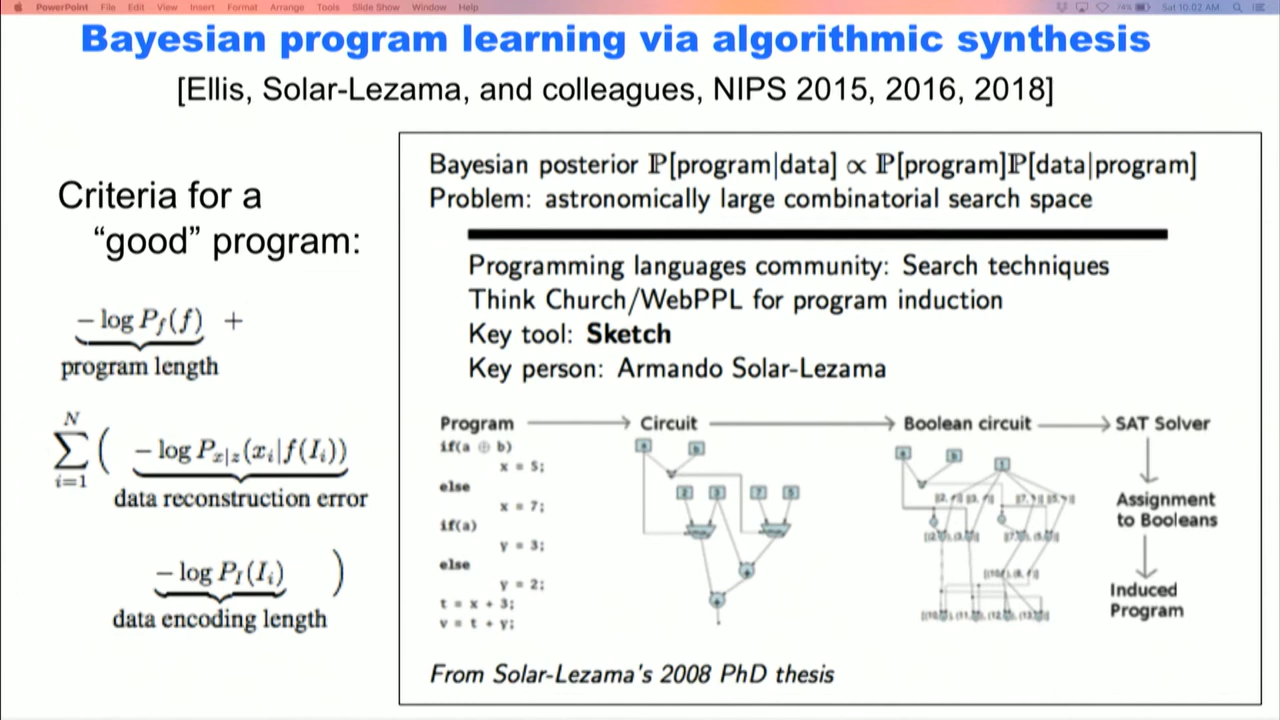 PowerPoint File Edit View Insert Format Arrange Tools Slide Show Window Help Sat 10:02 AM
Bayesian program learning via algorithmic synthesis
[Ellis, Solar-Lezama, and colleagues, NIPS 2015, 2016, 2018]
Criteria for a
“good” program:
− log P_f(f) +
program length
∑_{i=1}^{N} ( − log P_{x|z}(x_i|f(I_i))
data reconstruction error
− log P_I(I_i) )
data encoding length
Bayesian posterior ℙ[program|data] ∝ ℙ[program]ℙ[data|program]
Problem: astronomically large combinatorial search space
Programming languages community: Search techniques
Think Church/WebPPL for program induction
Key tool: Sketch
Key person: Armando Solar-Lezama
Program → Circuit → Boolean circuit → SAT Solver
if(a ⊕ b)
x = 5;
else
x = 7;
if(a)
y = 3;
else
y = 2;
t = x + 3;
v = t + y;
Assignment
to Booleans
Induced
Program
From Solar-Lezama's 2008 PhD thesis